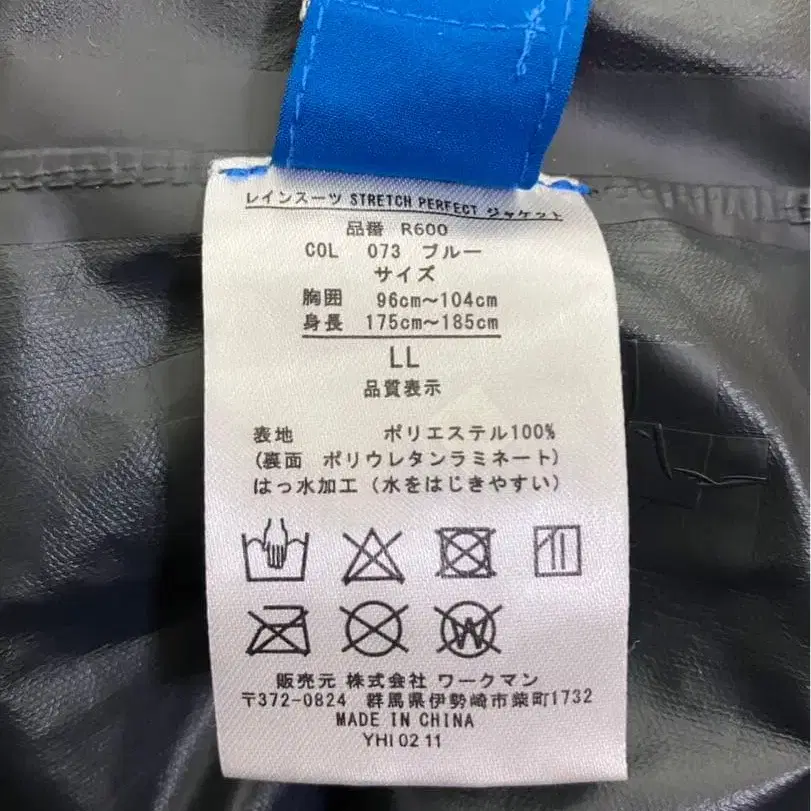 レインスーツ STRETCH PERFECT ジャケット
品番 R600
COL 073 ブルー
サイズ
胸囲 96cm～104cm
身長 175cm～185cm
LL
品質表示
表地 ポリエステル100%
(裏面 ポリウレタンラミネート)
はっ水加工 (水をはじきやすい)
W
販売元 株式会社 ワークマン
〒372-0824 群馬県伊勢崎市柴町1732
MADE IN CHINA
YHI 02 11